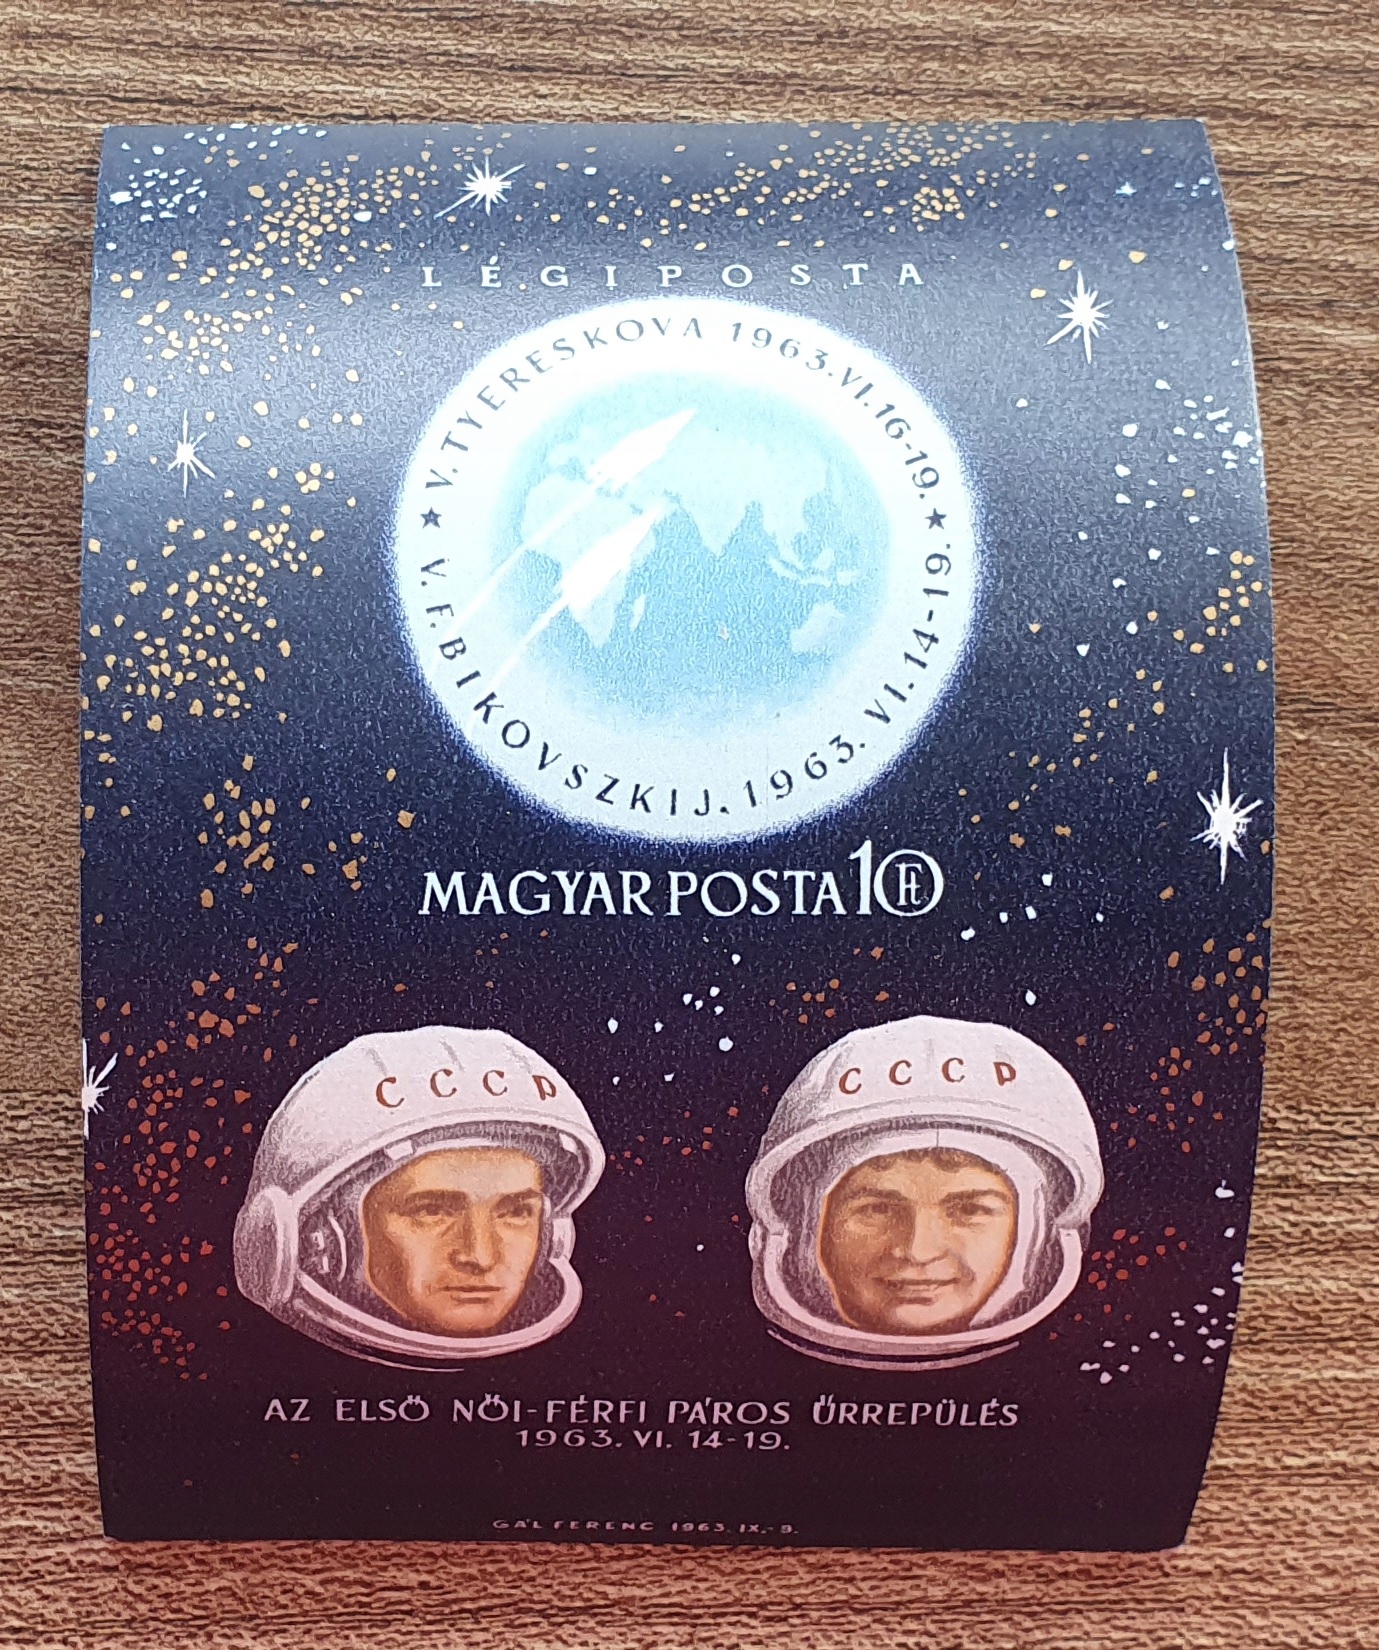 LÉGIPOSTA
★ V. TYERESKOVA 1963. VI. 16-19. ★
V. F. BIKOVSZKIJ. 1963. VI. 14-19.
MAGYAR POSTA 10 Ft
CCCP
CCCP
AZ ELSŐ NŐI-FÉRFI PÁROS ŰRREPÜLÉS
1963. VI. 14-19.
GÁL FERENC 1963. IX.-9.